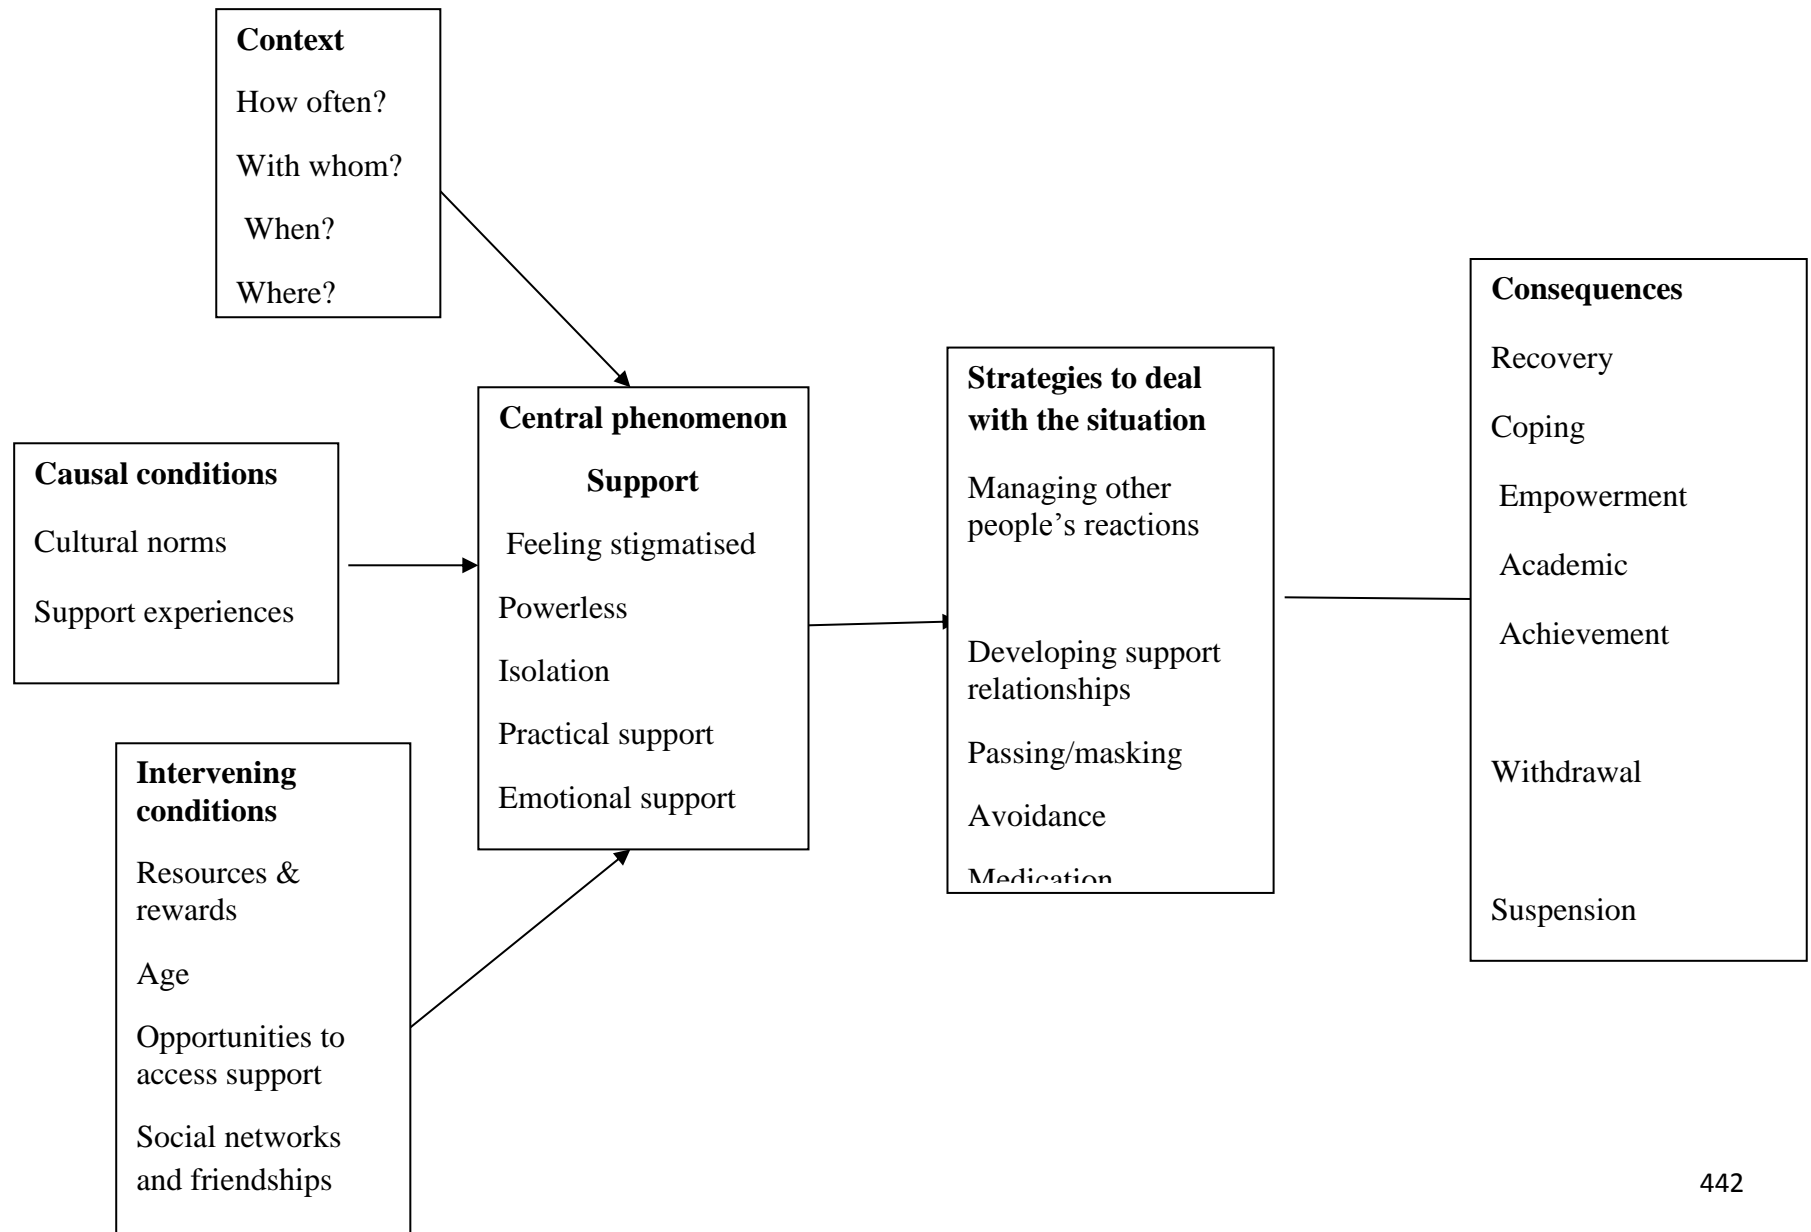 Context
How often?
With whom?
When?
Where?
Causal conditions
Cultural norms
Support experiences
Intervening
conditions
Resources &
rewards
Age
Opportunities to
access support
Social networks
and friendships
Central phenomenon
Support
Feeling stigmatised
Powerless
Isolation
Practical support
Emotional support
Strategies to deal
with the situation
Managing other
people’s reactions
Developing support
relationships
Passing/masking
Avoidance
Medication
Consequences
Recovery
Coping
Empowerment
Academic
Achievement
Withdrawal
Suspension
442